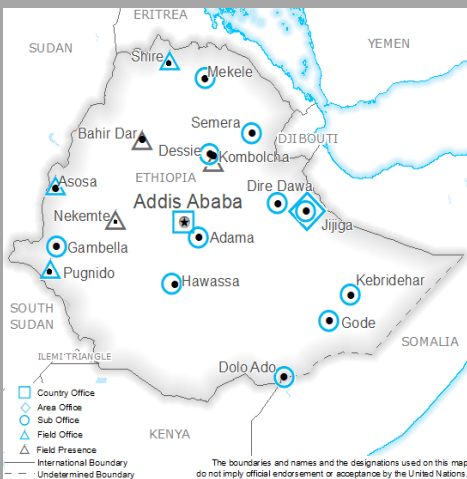 ERITREA
SUDAN
YEMEN
Shire
Mekele
Semera
Bahir Dar
DJIBOUTI
Dessie
Kombolcha
ETHIOPIA
Asosa
Dire Dawa
Addis Ababa
Nekemte
Jijiga
Adama
Gambella
Pugnido
Hawassa
Kebridehar
SOUTH
SUDAN
Gode
SOMALIA
ILEMI TRIANGLE
Dolo Ado
KENYA
Country Office
Area Office
Sub Office
Field Office
Field Presence
International Boundary
Undetermined Boundary
The boundaries and names and the designations used on this map
do not imply official endorsement or acceptance by the United Nations.